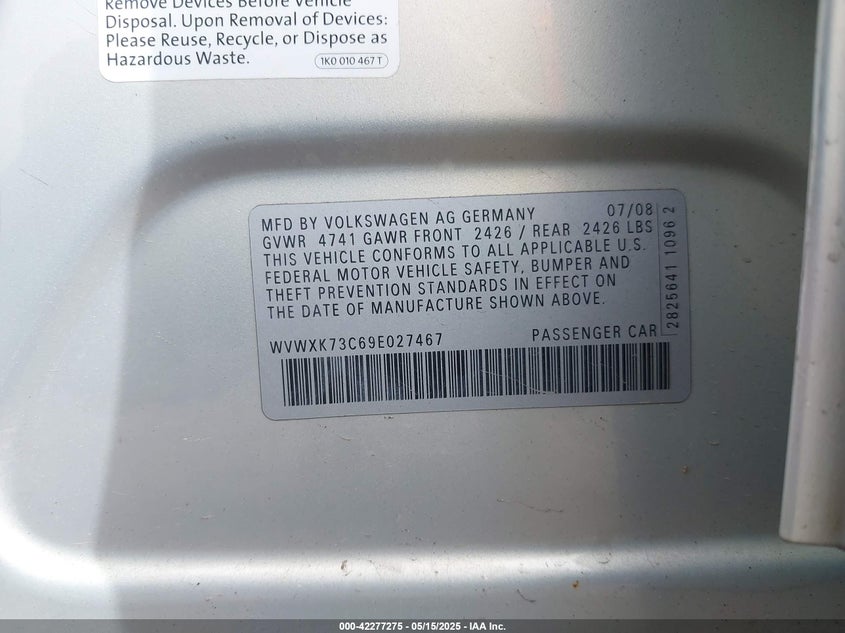 Remove Devices Before Vehicle
Disposal. Upon Removal of Devices:
Please Reuse, Recycle, or Dispose as
Hazardous Waste.
1K0 010 467 T
MFD BY VOLKSWAGEN AG GERMANY 07/08
GVWR 4741 GAWR FRONT 2426 / REAR 2426 LBS
THIS VEHICLE CONFORMS TO ALL APPLICABLE U.S.
FEDERAL MOTOR VEHICLE SAFETY, BUMPER AND
THEFT PREVENTION STANDARDS IN EFFECT ON
THE DATE OF MANUFACTURE SHOWN ABOVE.
WVWXK73C69E027467 PASSENGER CAR
2825641 1096 2
000-42277275 - 05/15/2025 - IAA Inc.